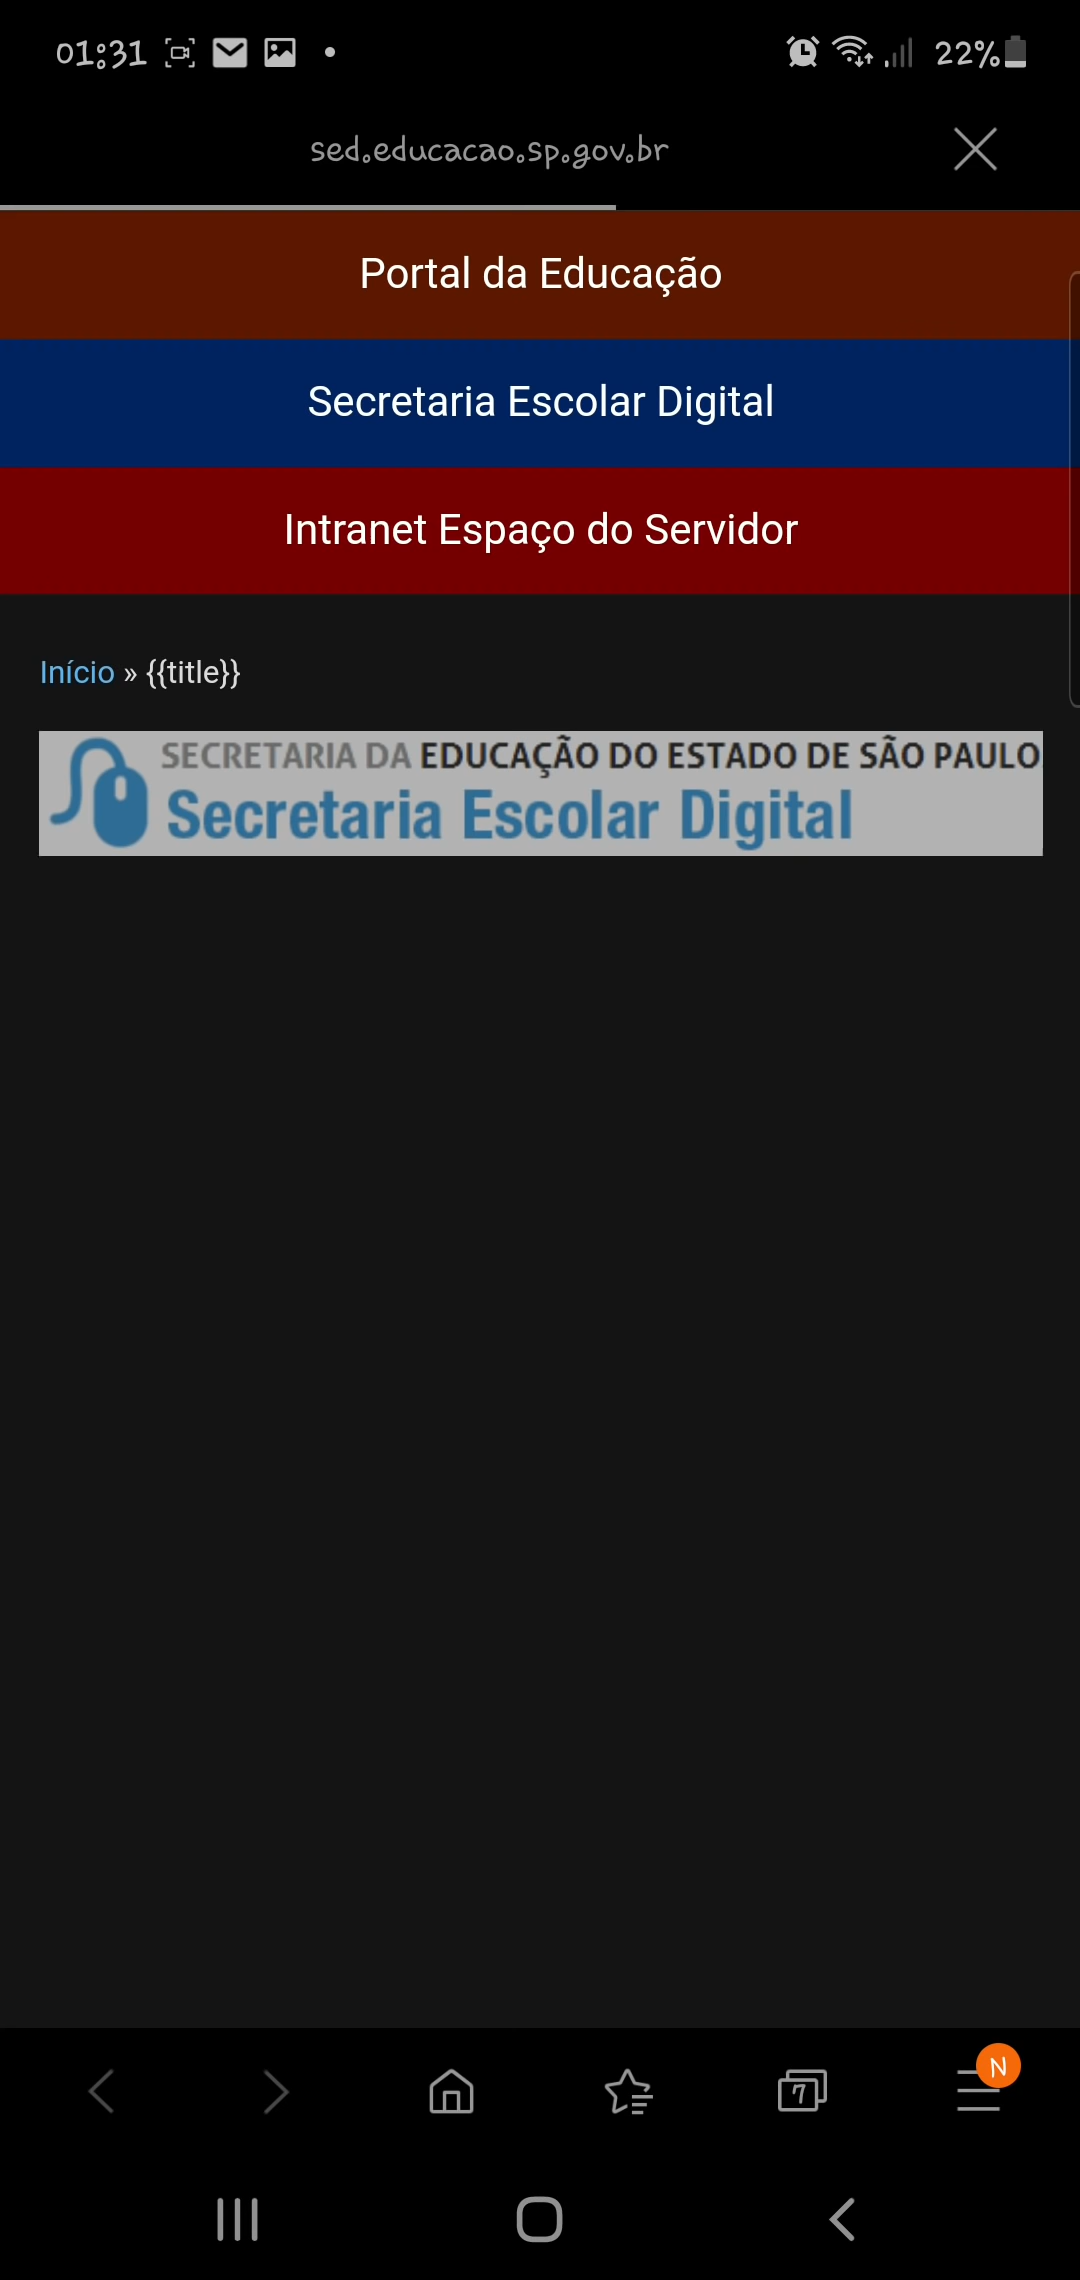 01:31 22%
sed.educacao.sp.gov.br
Portal da Educação
Secretaria Escolar Digital
Intranet Espaço do Servidor
Início » {{title}}
SECRETARIA DA EDUCAÇÃO DO ESTADO DE SÃO PAULO
Secretaria Escolar Digital
7 N